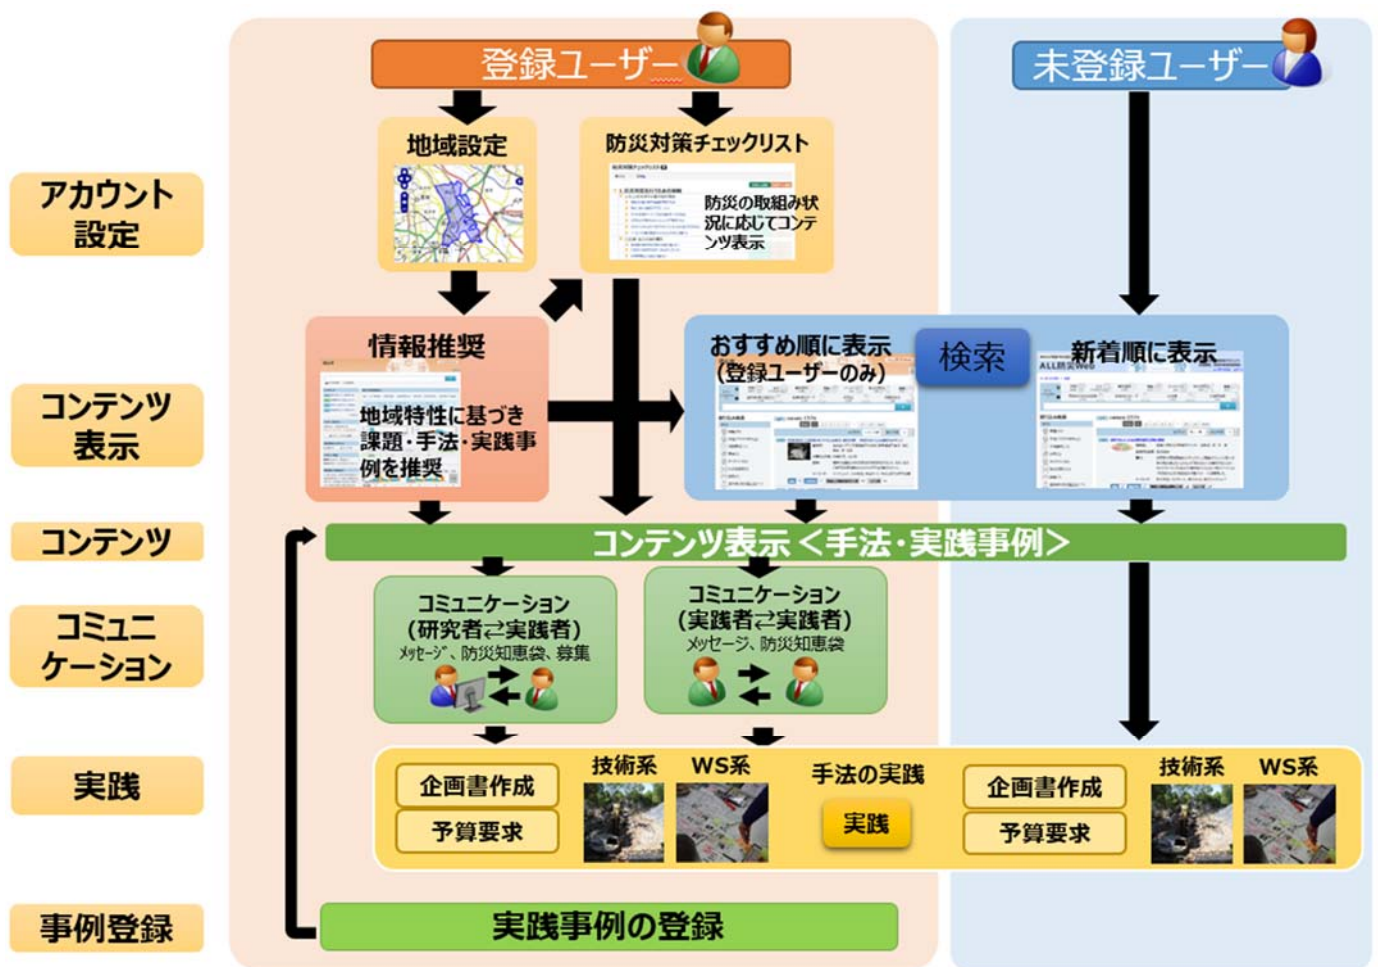 登録ユーザー
未登録ユーザー
アカウント
設定
地域設定
防災対策チェックリスト
防災の取組み状
況に応じてコンテ
ンツ表示
コンテンツ
表示
情報推奨
地域特性に基づき
課題・手法・実践事
例を推奨
おすすめ順に表示
(登録ユーザーのみ)
検索
新着順に表示
ALL防災Web
コンテンツ
コンテンツ表示＜手法・実践事例＞
コミュニ
ケーション
コミュニケーション
(研究者⇄実践者)
メッセージ、防災知恵袋、募集
コミュニケーション
(実践者⇄実践者)
メッセージ、防災知恵袋
実践
企画書作成
予算要求
技術系
WS系
手法の実践
実践
企画書作成
予算要求
技術系
WS系
事例登録
実践事例の登録